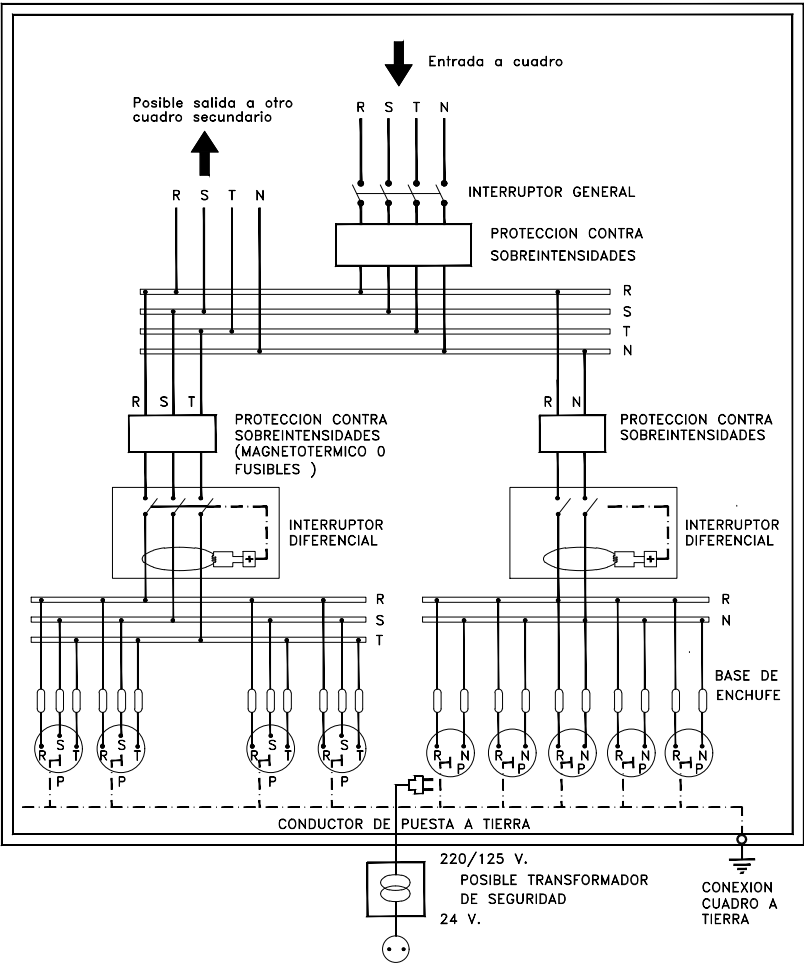 Entrada a cuadro
Posible salida a otro
cuadro secundario
R S T N
R S T N
INTERRUPTOR GENERAL
PROTECCION CONTRA
SOBREINTENSIDADES
R
S
T
N
R S T
R N
PROTECCION CONTRA
SOBREINTENSIDADES
(MAGNETOTERMICO O
FUSIBLES )
PROTECCION CONTRA
SOBREINTENSIDADES
INTERRUPTOR
DIFERENCIAL
+
INTERRUPTOR
DIFERENCIAL
+
R
S
T
R
N
BASE DE
ENCHUFE
R S T
P
R S T
P
R S T
P
R S T
P
R N
P
R N
P
R N
P
R N
P
R N
P
CONDUCTOR DE PUESTA A TIERRA
220/125 V.
POSIBLE TRANSFORMADOR
DE SEGURIDAD
24 V.
CONEXION
CUADRO A
TIERRA